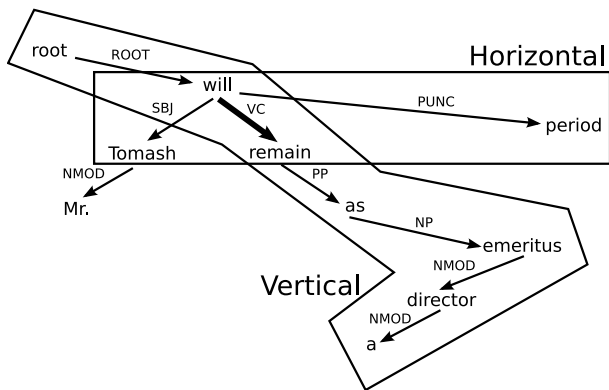 root
ROOT
Horizontal
will
SBJ
VC
PUNC
period
Tomash
remain
NMOD
PP
Mr.
as
NP
emeritus
NMOD
Vertical
director
NMOD
a